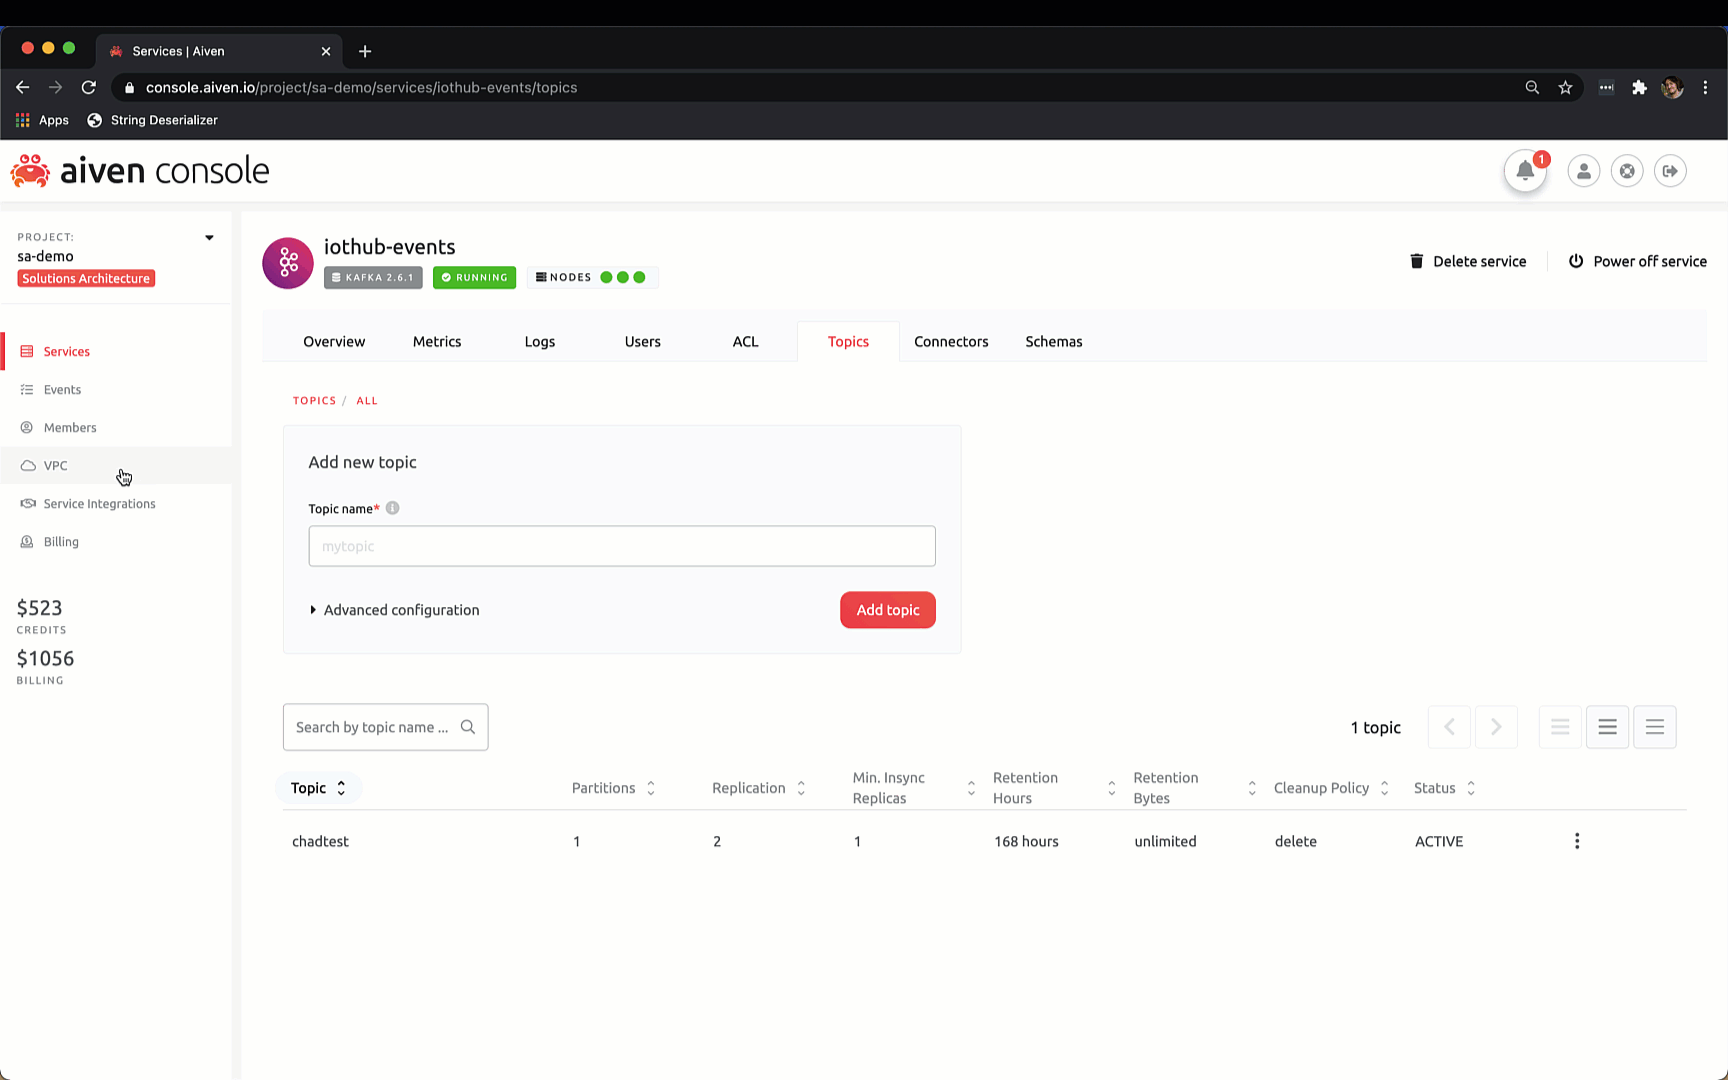 Services | Aiven
console.aiven.io/project/sa-demo/services/iothub-events/topics
Apps
String Deserializer
aiven console
1
PROJECT:
sa-demo
Solutions Architecture
Services
Events
Members
VPC
Service Integrations
Billing
$523
CREDITS
$1056
BILLING
iothub-events
KAFKA 2.6.1
RUNNING
NODES
Delete service
Power off service
Overview
Metrics
Logs
Users
ACL
Topics
Connectors
Schemas
TOPICS / ALL
Add new topic
Topic name*
mytopic
Advanced configuration
Add topic
Search by topic name ...
1 topic
Topic
Partitions
Replication
Min. Insync
Replicas
Retention
Hours
Retention
Bytes
Cleanup Policy
Status
chadtest
1
2
1
168 hours
unlimited
delete
ACTIVE